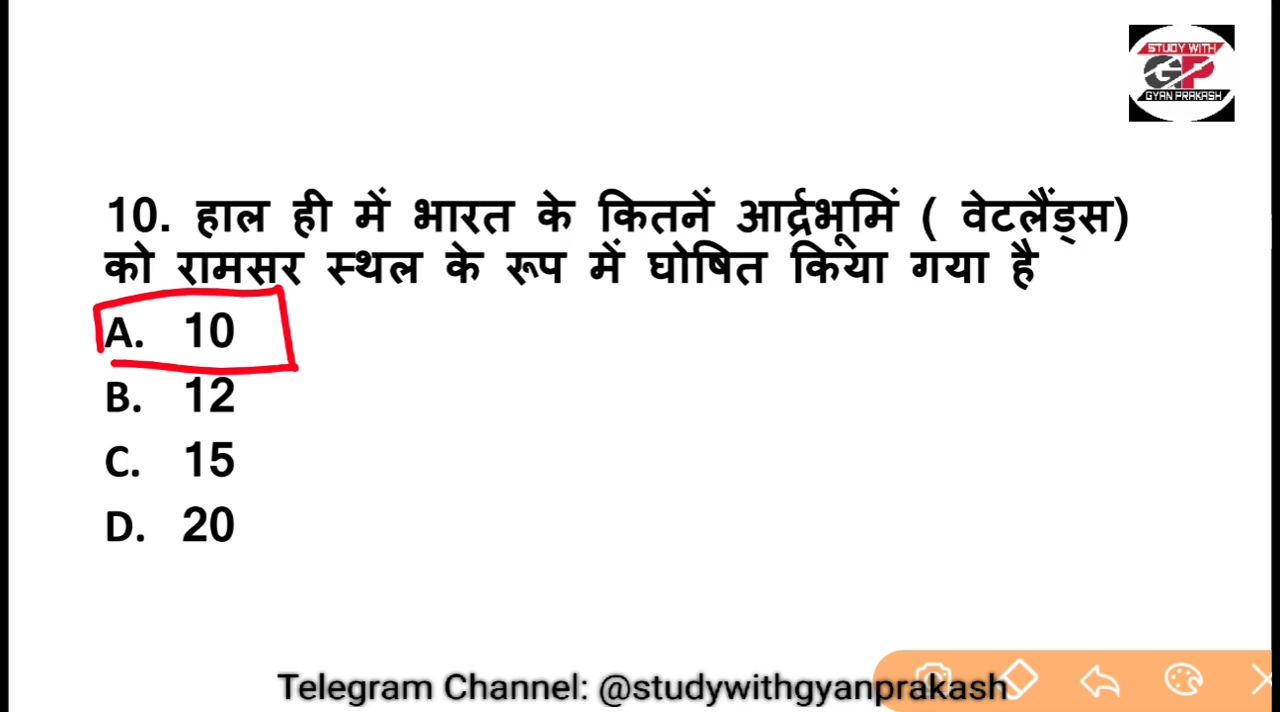 STUDY WITH
GP
GYAN PRAKASH
10. हाल ही में भारत के कितनें आर्द्रभूमिं ( वेटलैंड्स)
को रामसर स्थल के रूप में घोषित किया गया है
A. 10
B. 12
C. 15
D. 20
Telegram Channel: @studywithgyanprakash